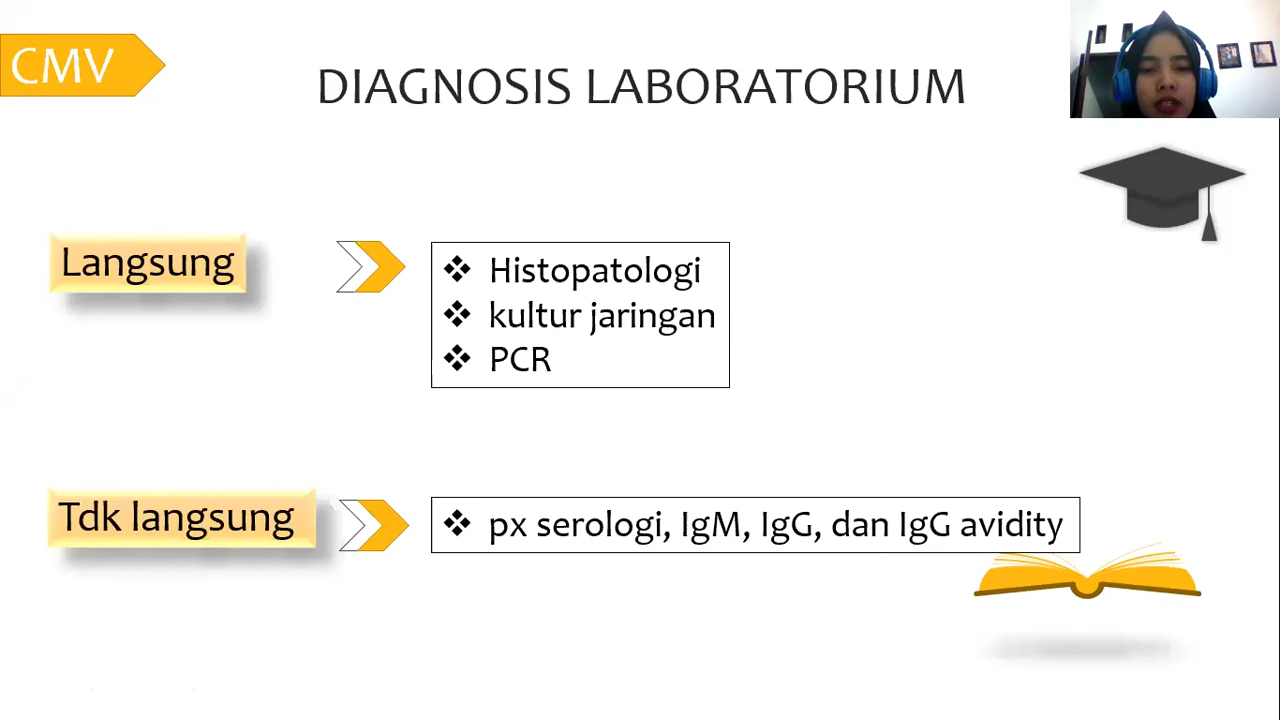 CMV
DIAGNOSIS LABORATORIUM
Langsung
Histopatologi
kultur jaringan
PCR
Tdk langsung
px serologi, IgM, IgG, dan IgG avidity